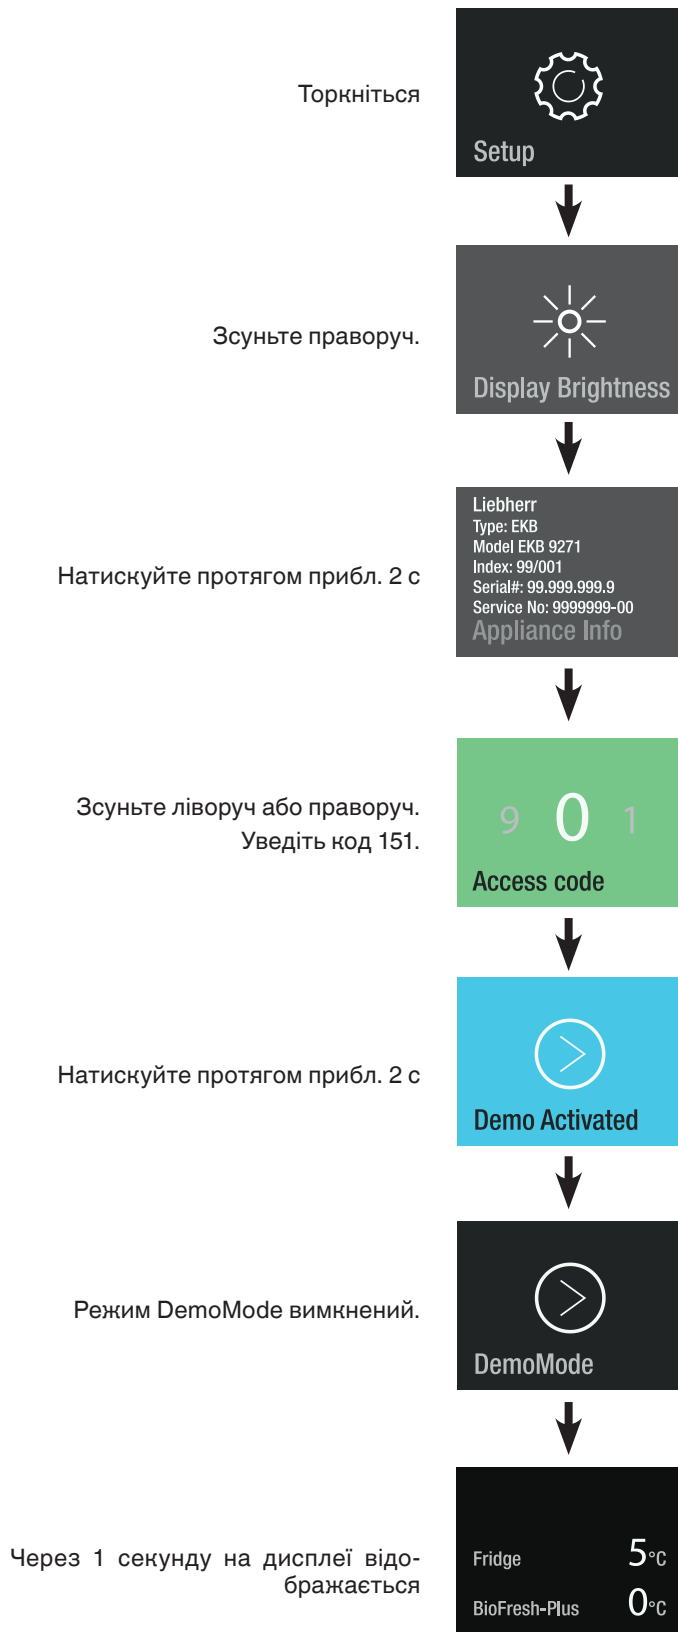 Торкніться
Setup
Зсуньте праворуч.
Display Brightness
Натискуйте протягом прибл. 2 с
Liebherr
Type: EKB
Model EKB 9271
Index: 99/001
Serial#: 99.999.999.9
Service No: 9999999-00
Appliance Info
Зсуньте ліворуч або праворуч.
Уведіть код 151.
9 0 1
Access code
Натискуйте протягом прибл. 2 с
Demo Activated
Режим DemoMode вимкнений.
DemoMode
Через 1 секунду на дисплеї відо-
бражається
Fridge 5°C
BioFresh-Plus 0°C